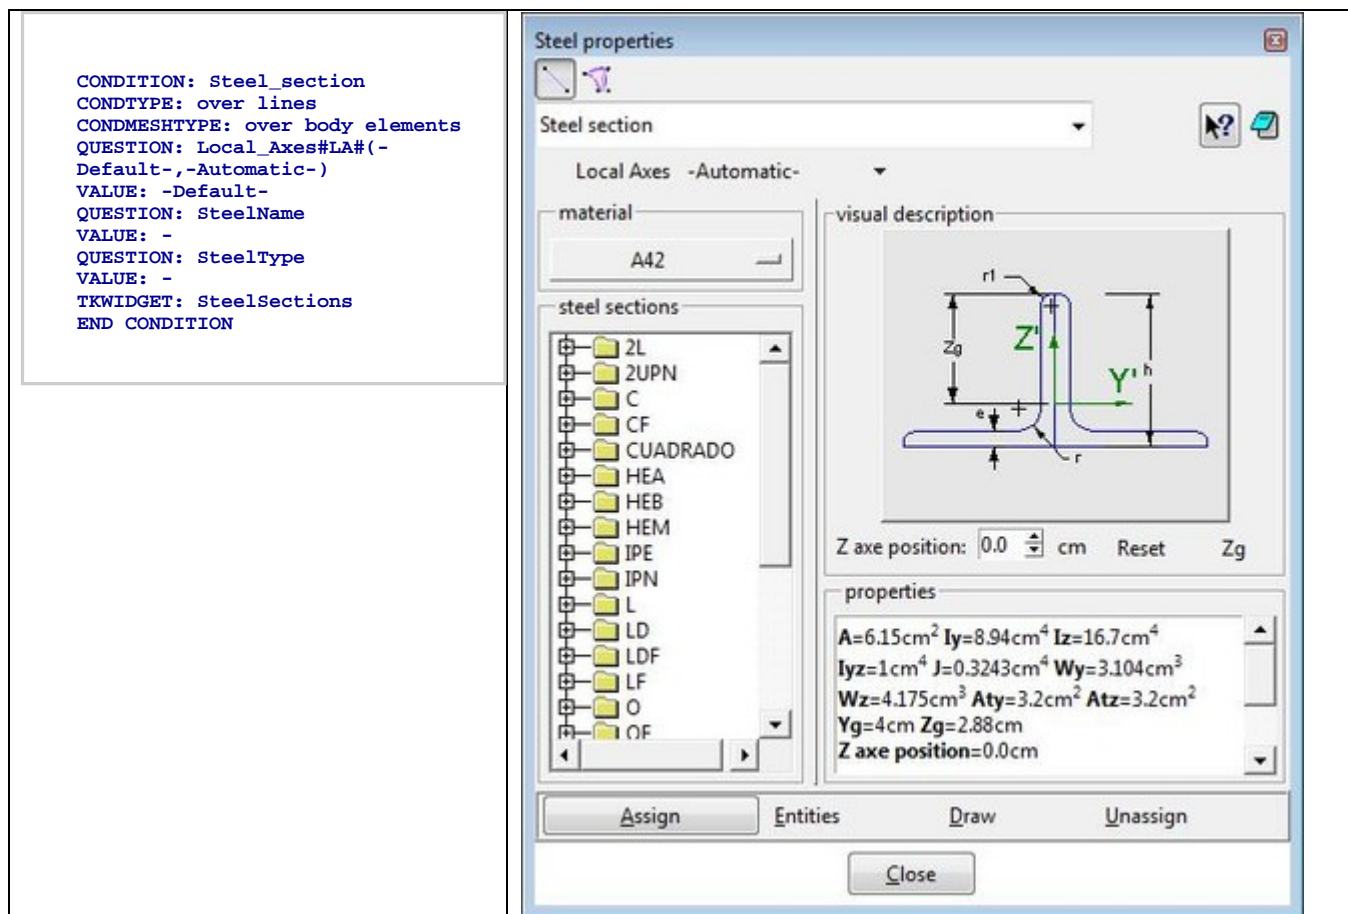 CONDITION: Steel_section
CONDTYPE: over lines
CONDMESHTYPE: over body elements
QUESTION: Local_Axes#LA#(-
Default-,-Automatic-)
VALUE: -Default-
QUESTION: SteelName
VALUE: -
QUESTION: SteelType
VALUE: -
TKWIDGET: SteelSections
END CONDITION
Steel properties
Steel section
Local Axes -Automatic-
material
A42
steel sections
2L
2UPN
C
CF
CUADRADO
HEA
HEB
HEM
IPE
IPN
L
LD
LDF
LF
O
OF
visual description
r1
Zg
Z'
Y'
h
e
r
Z axe position: 0.0 cm Reset Zg
properties
A=6.15cm² Iy=8.94cm⁴ Iz=16.7cm⁴
Iyz=1cm⁴ J=0.3243cm⁴ Wy=3.104cm³
Wz=4.175cm³ Aty=3.2cm² Atz=3.2cm²
Yg=4cm Zg=2.88cm
Z axe position=0.0cm
Assign Entities Draw Unassign
Close